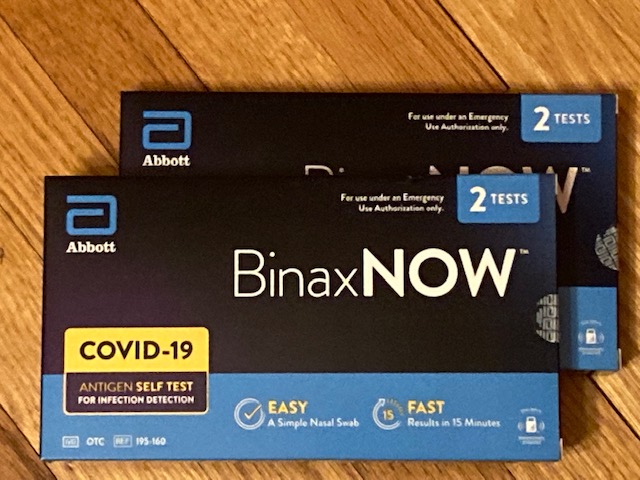 Abbott
For use under an Emergency
Use Authorization only.
2 TESTS
NOW™
Abbott
For use under an Emergency
Use Authorization only.
2 TESTS
BinaxNOW™
COVID-19
ANTIGEN SELF TEST
FOR INFECTION DETECTION
EASY
A Simple Nasal Swab
15
FAST
Results in 15 Minutes
IVD OTC REF 195-160